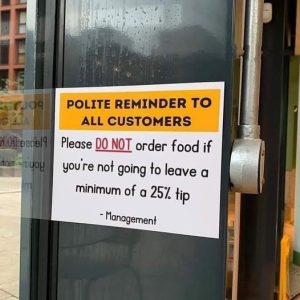 POLITE REMINDER TO
ALL CUSTOMERS
Please DO NOT order food if
you're not going to leave a
minimum of a 25% tip
- Management